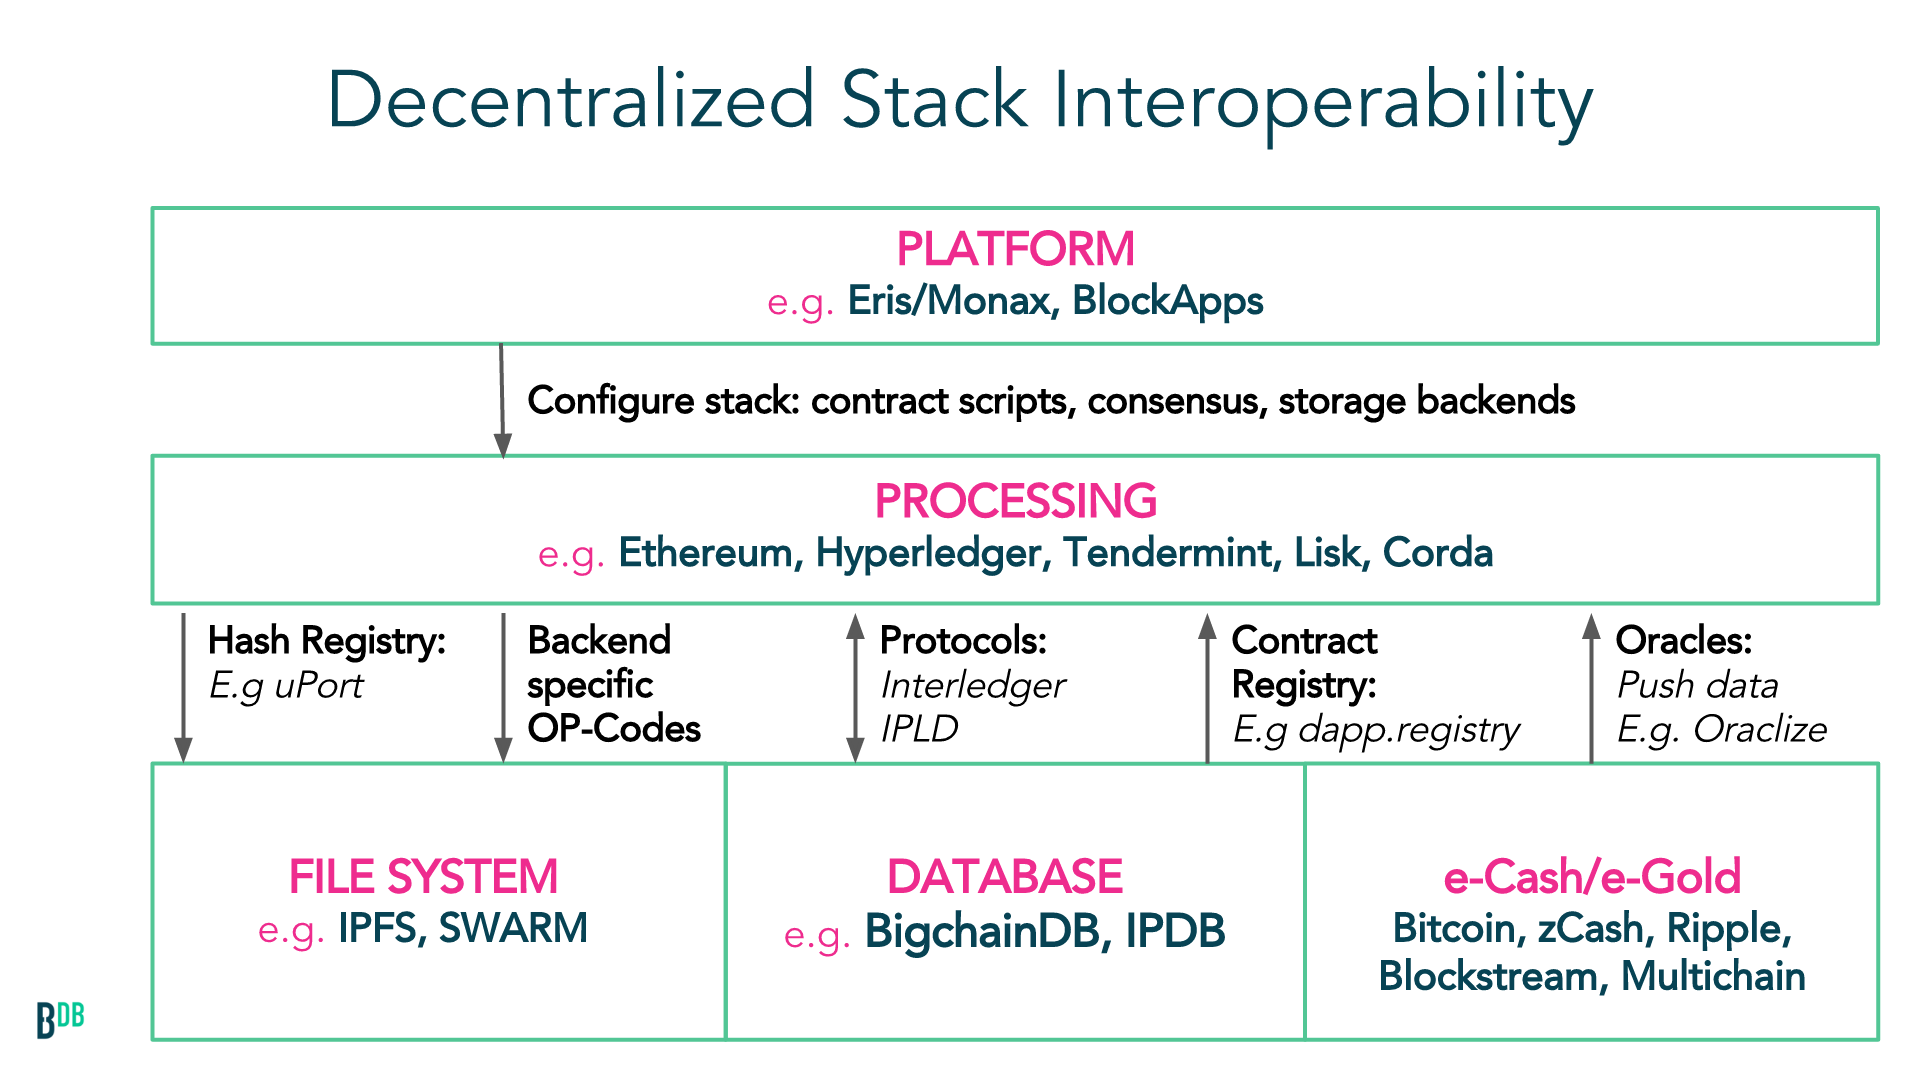 Decentralized Stack Interoperability
PLATFORM
e.g. Eris/Monax, BlockApps
Configure stack: contract scripts, consensus, storage backends
PROCESSING
e.g. Ethereum, Hyperledger, Tendermint, Lisk, Corda
Hash Registry:
E.g uPort
Backend
specific
OP-Codes
Protocols:
Interledger
IPLD
Contract
Registry:
E.g dapp.registry
Oracles:
Push data
E.g. Oraclize
FILE SYSTEM
e.g. IPFS, SWARM
DATABASE
e.g. BigchainDB, IPDB
e-Cash/e-Gold
Bitcoin, zCash, Ripple,
Blockstream, Multichain
BDB